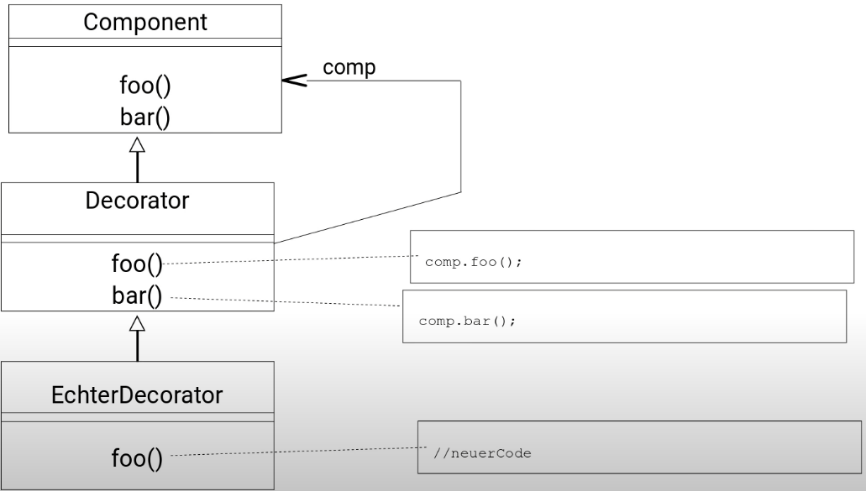 Component
foo()
bar()
comp
Decorator
foo()
bar()
comp.foo();
comp.bar();
EchterDecorator
foo()
//neuerCode